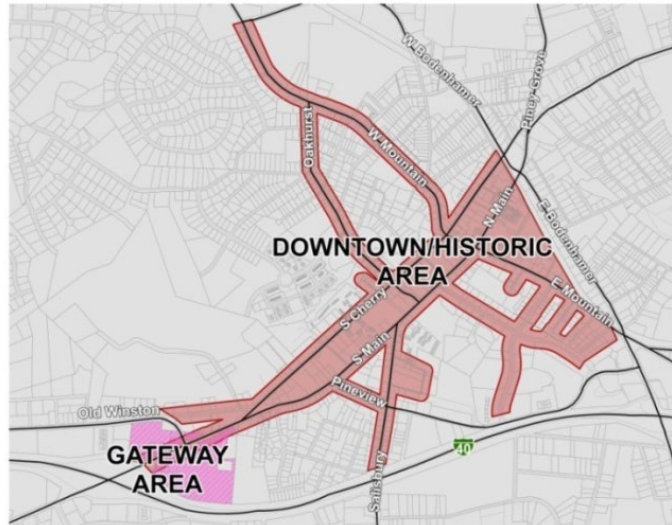 W Bodenhamer
Piney Grove
Oakhurst
W Mountain
N Main
E Bodenhamer
DOWNTOWN/HISTORIC
AREA
E Mountain
S Cherry
S Main
Pineview
Old Winston
GATEWAY
AREA
40
Salisbury